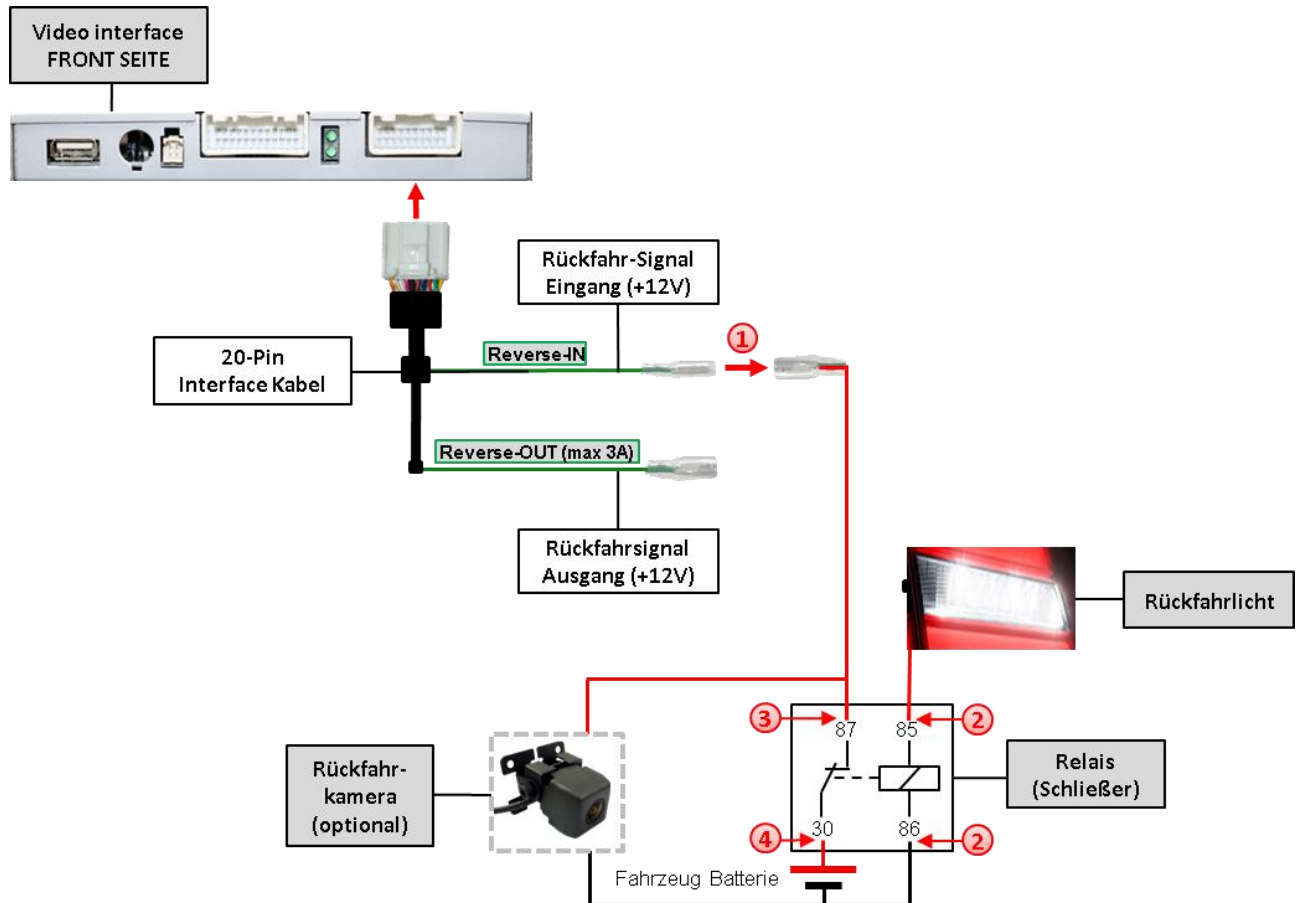 Video interface
FRONT SEITE
Rückfahr-Signal
Eingang (+12V)
20-Pin
Interface Kabel
Reverse-IN
1
Reverse-OUT (max 3A)
Rückfahrsignal
Ausgang (+12V)
Rückfahrlicht
3
87
85
2
Rückfahr-
kamera
(optional)
Relais
(Schließer)
4
30
86
2
Fahrzeug Batterie